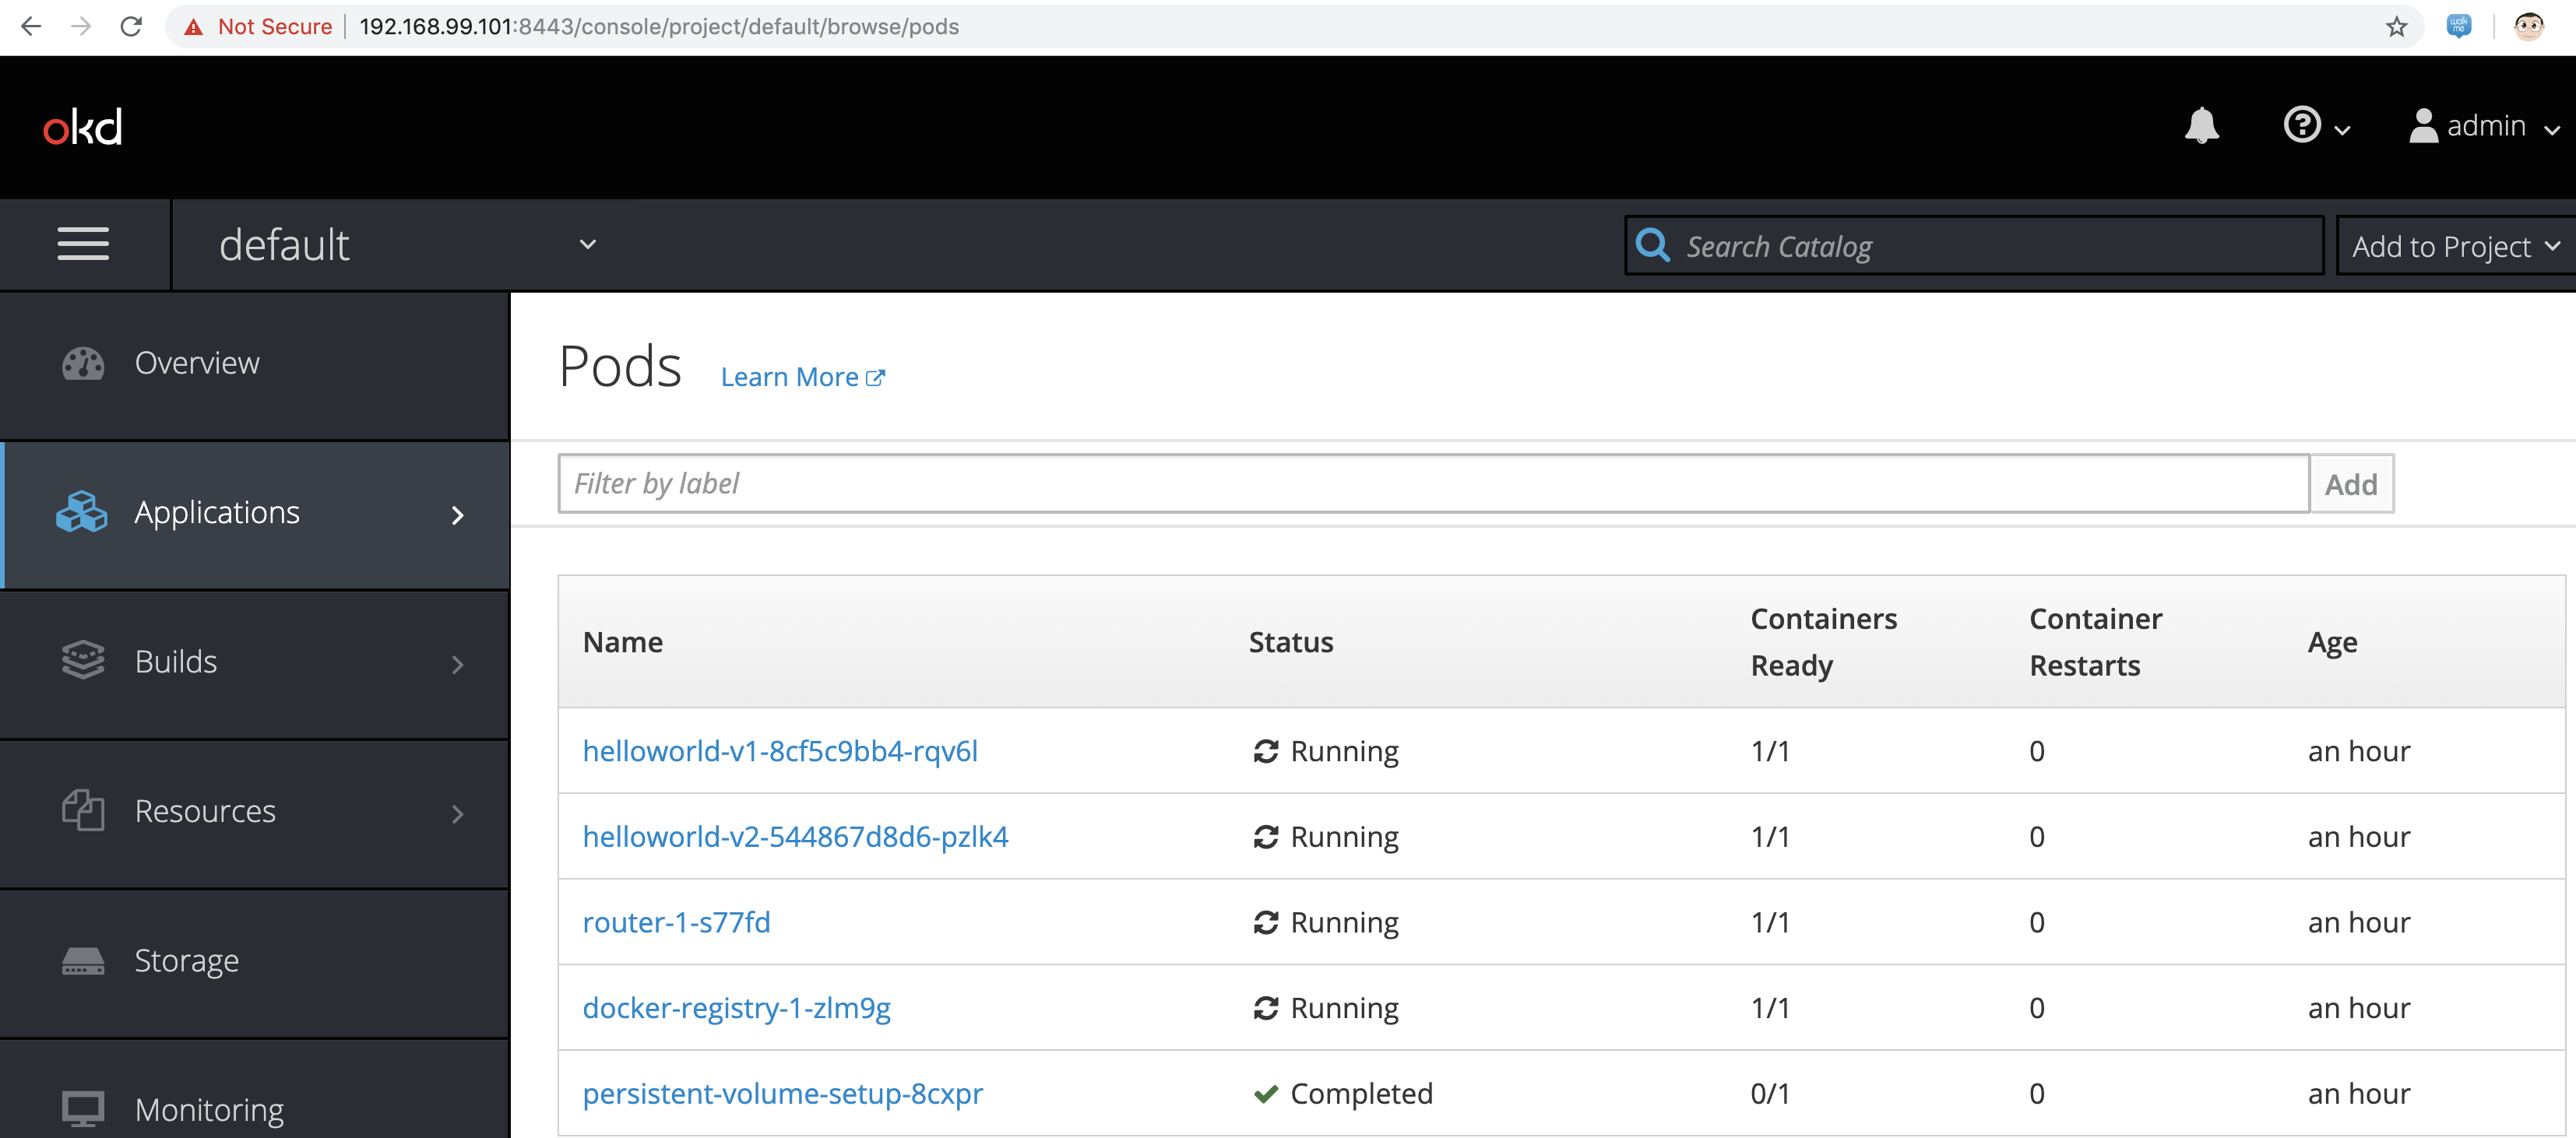 Not Secure | 192.168.99.101:8443/console/project/default/browse/pods
walk me
okd
? admin
default
Search Catalog
Add to Project
Overview
Applications
Builds
Resources
Storage
Monitoring
Pods Learn More
Filter by label Add
Name Status Containers Ready Container Restarts Age
helloworld-v1-8cf5c9bb4-rqv6l Running 1/1 0 an hour
helloworld-v2-544867d8d6-pzlk4 Running 1/1 0 an hour
router-1-s77fd Running 1/1 0 an hour
docker-registry-1-zlm9g Running 1/1 0 an hour
persistent-volume-setup-8cxpr Completed 0/1 0 an hour